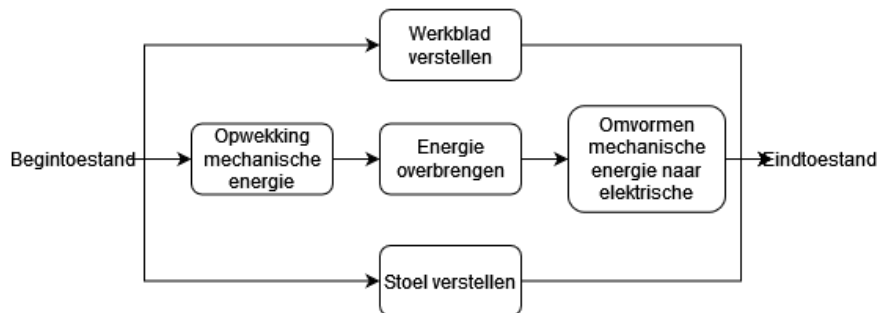 Werkblad
verstellen
Begintoestand
Opwekking
mechanische
energie
Energie
overbrengen
Omvormen
mechanische
energie naar
elektrische
Eindtoestand
Stoel verstellen